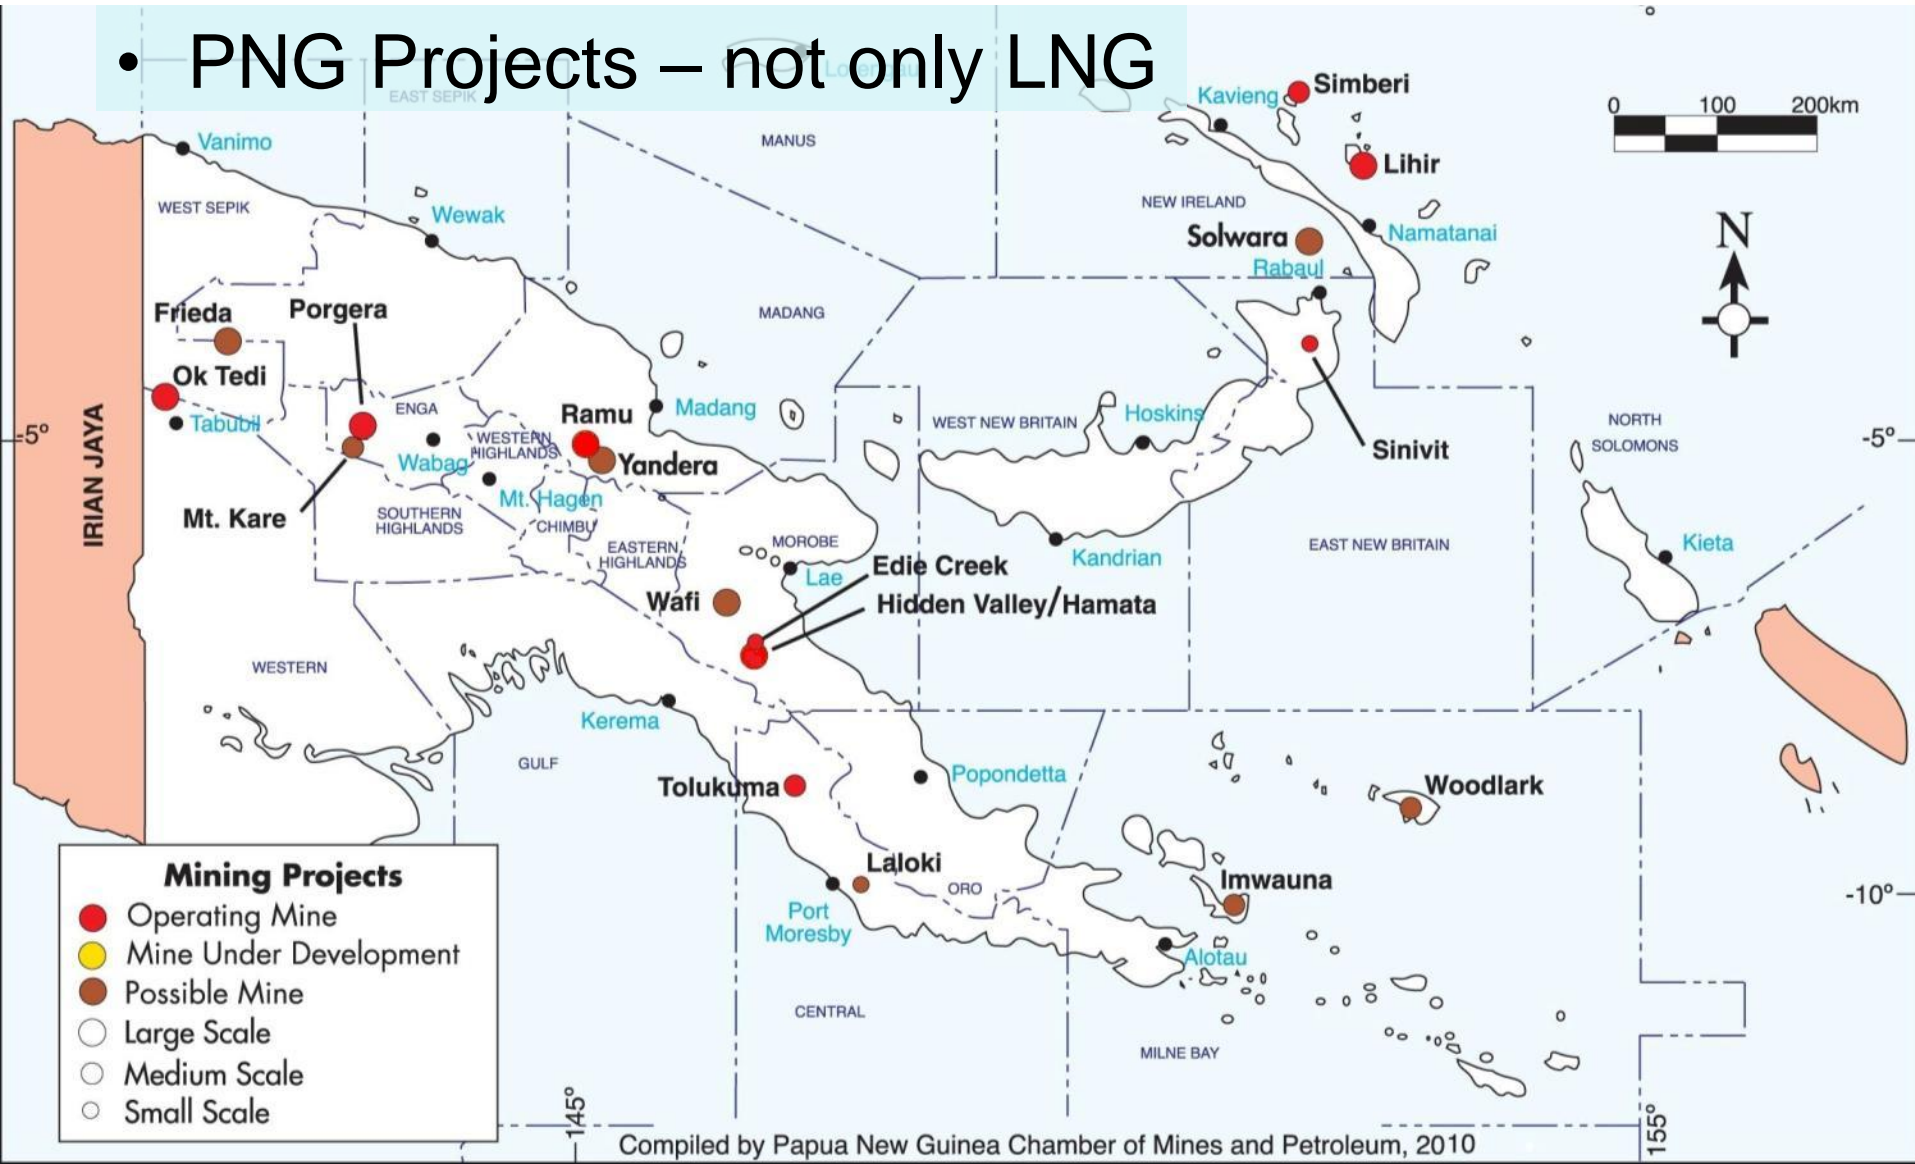 • PNG Projects – not only LNG
Lorengau
EAST SEPIK
Kavieng
Simberi
0 100 200km
Vanimo
MANUS
Lihir
WEST SEPIK
NEW IRELAND
Wewak
N
Solwara
Namatanai
Rabaul
Frieda
Porgera
MADANG
Ok Tedi
ENGA
Ramu
Madang
WEST NEW BRITAIN
Hoskins
NORTH
SOLOMONS
Tabubil
-5°
-5°
IRIAN JAYA
WESTERN
HIGHLANDS
Wabag
Yandera
Sinivit
Mt. Hagen
Mt. Kare
SOUTHERN
HIGHLANDS
CHIMBU
EASTERN
HIGHLANDS
MOROBE
EAST NEW BRITAIN
Kieta
Kandrian
Lae
Edie Creek
Wafi
Hidden Valley/Hamata
WESTERN
Kerema
GULF
Popondetta
Tolukuma
Woodlark
Laloki
ORO
Imwauna
-10°
Port
Moresby
Alotau
CENTRAL
MILNE BAY
Mining Projects
Operating Mine
Mine Under Development
Possible Mine
Large Scale
Medium Scale
Small Scale
145°
155°
Compiled by Papua New Guinea Chamber of Mines and Petroleum, 2010